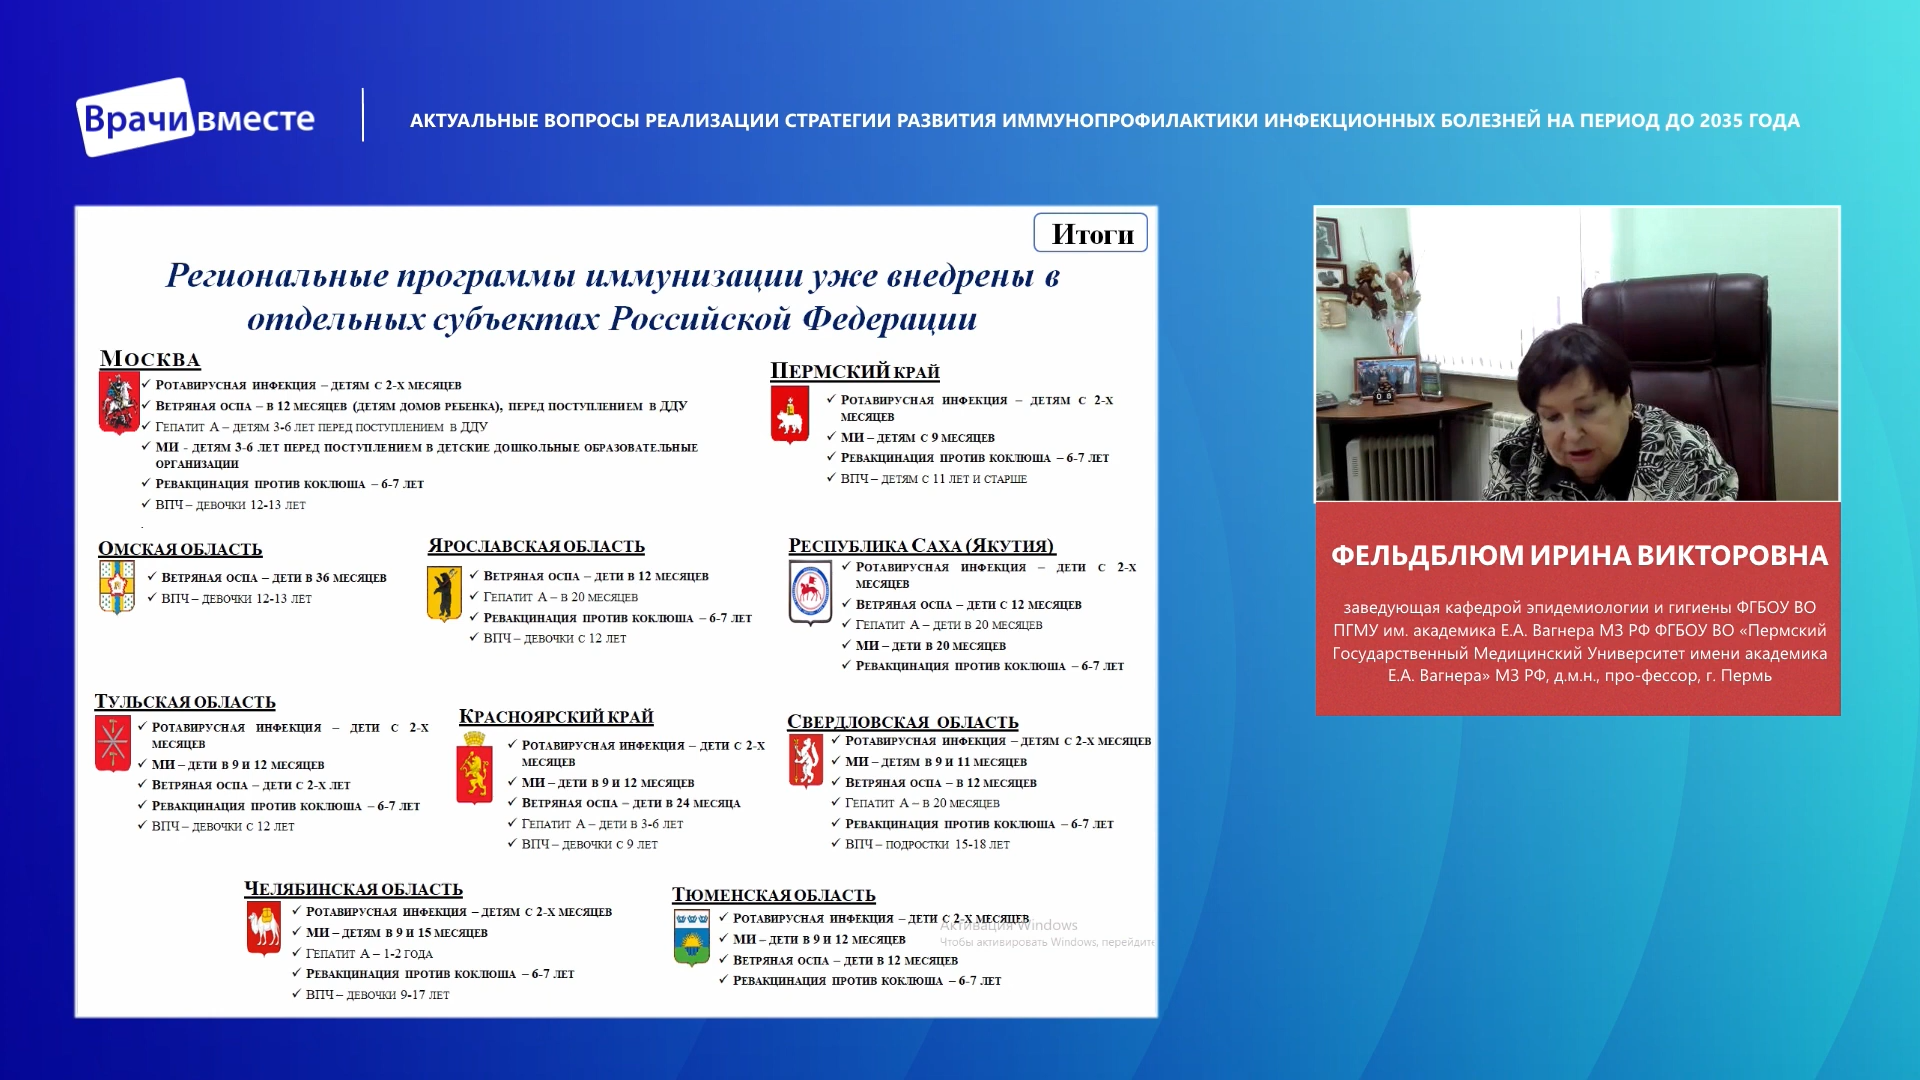 Врачи вместе
АКТУАЛЬНЫЕ ВОПРОСЫ РЕАЛИЗАЦИИ СТРАТЕГИИ РАЗВИТИЯ ИММУНОПРОФИЛАКТИКИ ИНФЕКЦИОННЫХ БОЛЕЗНЕЙ НА ПЕРИОД ДО 2035 ГОДА
Итоги
Региональные программы иммунизации уже внедрены в
отдельных субъектах Российской Федерации
МОСКВА
✓ РОТАВИРУСНАЯ ИНФЕКЦИЯ – ДЕТЯМ С 2-Х МЕСЯЦЕВ
✓ ВЕТРЯНАЯ ОСПА – В 12 МЕСЯЦЕВ (ДЕТЯМ ДОМОВ РЕБЕНКА), ПЕРЕД ПОСТУПЛЕНИЕМ В ДДУ
✓ ГЕПАТИТ А – ДЕТЯМ 3-6 ЛЕТ ПЕРЕД ПОСТУПЛЕНИЕМ В ДДУ
✓ МИ - ДЕТЯМ 3-6 ЛЕТ ПЕРЕД ПОСТУПЛЕНИЕМ В ДЕТСКИЕ ДОШКОЛЬНЫЕ ОБРАЗОВАТЕЛЬНЫЕ
ОРГАНИЗАЦИИ
✓ РЕВАКЦИНАЦИЯ ПРОТИВ КОКЛЮША – 6-7 ЛЕТ
✓ ВПЧ – ДЕВОЧКИ 12-13 ЛЕТ
.
ПЕРМСКИЙ КРАЙ
✓ РОТАВИРУСНАЯ ИНФЕКЦИЯ – ДЕТЯМ С 2-Х
МЕСЯЦЕВ
✓ МИ – ДЕТЯМ С 9 МЕСЯЦЕВ
✓ РЕВАКЦИНАЦИЯ ПРОТИВ КОКЛЮША – 6-7 ЛЕТ
✓ ВПЧ – ДЕТЯМ С 11 ЛЕТ И СТАРШЕ
ОМСКАЯ ОБЛАСТЬ
✓ ВЕТРЯНАЯ ОСПА – ДЕТИ В 36 МЕСЯЦЕВ
✓ ВПЧ – ДЕВОЧКИ 12-13 ЛЕТ
ЯРОСЛАВСКАЯ ОБЛАСТЬ
✓ ВЕТРЯНАЯ ОСПА – ДЕТИ В 12 МЕСЯЦЕВ
✓ ГЕПАТИТ А – В 20 МЕСЯЦЕВ
✓ РЕВАКЦИНАЦИЯ ПРОТИВ КОКЛЮША – 6-7 ЛЕТ
✓ ВПЧ – ДЕВОЧКИ С 12 ЛЕТ
РЕСПУБЛИКА САХА (ЯКУТИЯ)
✓ РОТАВИРУСНАЯ ИНФЕКЦИЯ – ДЕТИ С 2-Х
МЕСЯЦЕВ
✓ ВЕТРЯНАЯ ОСПА – ДЕТИ С 12 МЕСЯЦЕВ
✓ ГЕПАТИТ А – ДЕТИ В 20 МЕСЯЦЕВ
✓ МИ – ДЕТИ В 20 МЕСЯЦЕВ
✓ РЕВАКЦИНАЦИЯ ПРОТИВ КОКЛЮША – 6-7 ЛЕТ
ТУЛЬСКАЯ ОБЛАСТЬ
✓ РОТАВИРУСНАЯ ИНФЕКЦИЯ – ДЕТИ С 2-Х
МЕСЯЦЕВ
✓ МИ – ДЕТИ В 9 И 12 МЕСЯЦЕВ
✓ ВЕТРЯНАЯ ОСПА – ДЕТИ С 2-Х ЛЕТ
✓ РЕВАКЦИНАЦИЯ ПРОТИВ КОКЛЮША – 6-7 ЛЕТ
✓ ВПЧ – ДЕВОЧКИ С 12 ЛЕТ
КРАСНОЯРСКИЙ КРАЙ
✓ РОТАВИРУСНАЯ ИНФЕКЦИЯ – ДЕТИ С 2-Х
МЕСЯЦЕВ
✓ МИ – ДЕТИ В 9 И 12 МЕСЯЦЕВ
✓ ВЕТРЯНАЯ ОСПА – ДЕТИ В 24 МЕСЯЦА
✓ ГЕПАТИТ А – ДЕТИ В 3-6 ЛЕТ
✓ ВПЧ – ДЕВОЧКИ С 9 ЛЕТ
СВЕРДЛОВСКАЯ ОБЛАСТЬ
✓ РОТАВИРУСНАЯ ИНФЕКЦИЯ – ДЕТЯМ С 2-Х МЕСЯЦЕВ
✓ МИ – ДЕТЯМ В 9 И 11 МЕСЯЦЕВ
✓ ВЕТРЯНАЯ ОСПА – В 12 МЕСЯЦЕВ
✓ ГЕПАТИТ А – В 20 МЕСЯЦЕВ
✓ РЕВАКЦИНАЦИЯ ПРОТИВ КОКЛЮША – 6-7 ЛЕТ
✓ ВПЧ – ПОДРОСТКИ 15-18 ЛЕТ
ЧЕЛЯБИНСКАЯ ОБЛАСТЬ
✓ РОТАВИРУСНАЯ ИНФЕКЦИЯ – ДЕТЯМ С 2-Х МЕСЯЦЕВ
✓ МИ – ДЕТЯМ В 9 И 15 МЕСЯЦЕВ
✓ ГЕПАТИТ А – 1-2 ГОДА
✓ РЕВАКЦИНАЦИЯ ПРОТИВ КОКЛЮША – 6-7 ЛЕТ
✓ ВПЧ – ДЕВОЧКИ 9-17 ЛЕТ
ТЮМЕНСКАЯ ОБЛАСТЬ
✓ РОТАВИРУСНАЯ ИНФЕКЦИЯ – ДЕТИ С 2-Х МЕСЯЦЕВ
✓ МИ – ДЕТИ В 9 И 12 МЕСЯЦЕВ
✓ ВЕТРЯНАЯ ОСПА – ДЕТИ В 12 МЕСЯЦЕВ
✓ РЕВАКЦИНАЦИЯ ПРОТИВ КОКЛЮША – 6-7 ЛЕТ
Активация Windows
Чтобы активировать Windows, перейдите
08
ФЕЛЬДБЛЮМ ИРИНА ВИКТОРОВНА
заведующая кафедрой эпидемиологии и гигиены ФГБОУ ВО
ПГМУ им. академика Е.А. Вагнера МЗ РФ ФГБОУ ВО «Пермский
Государственный Медицинский Университет имени академика
Е.А. Вагнера» МЗ РФ, д.м.н., про-фессор, г. Пермь